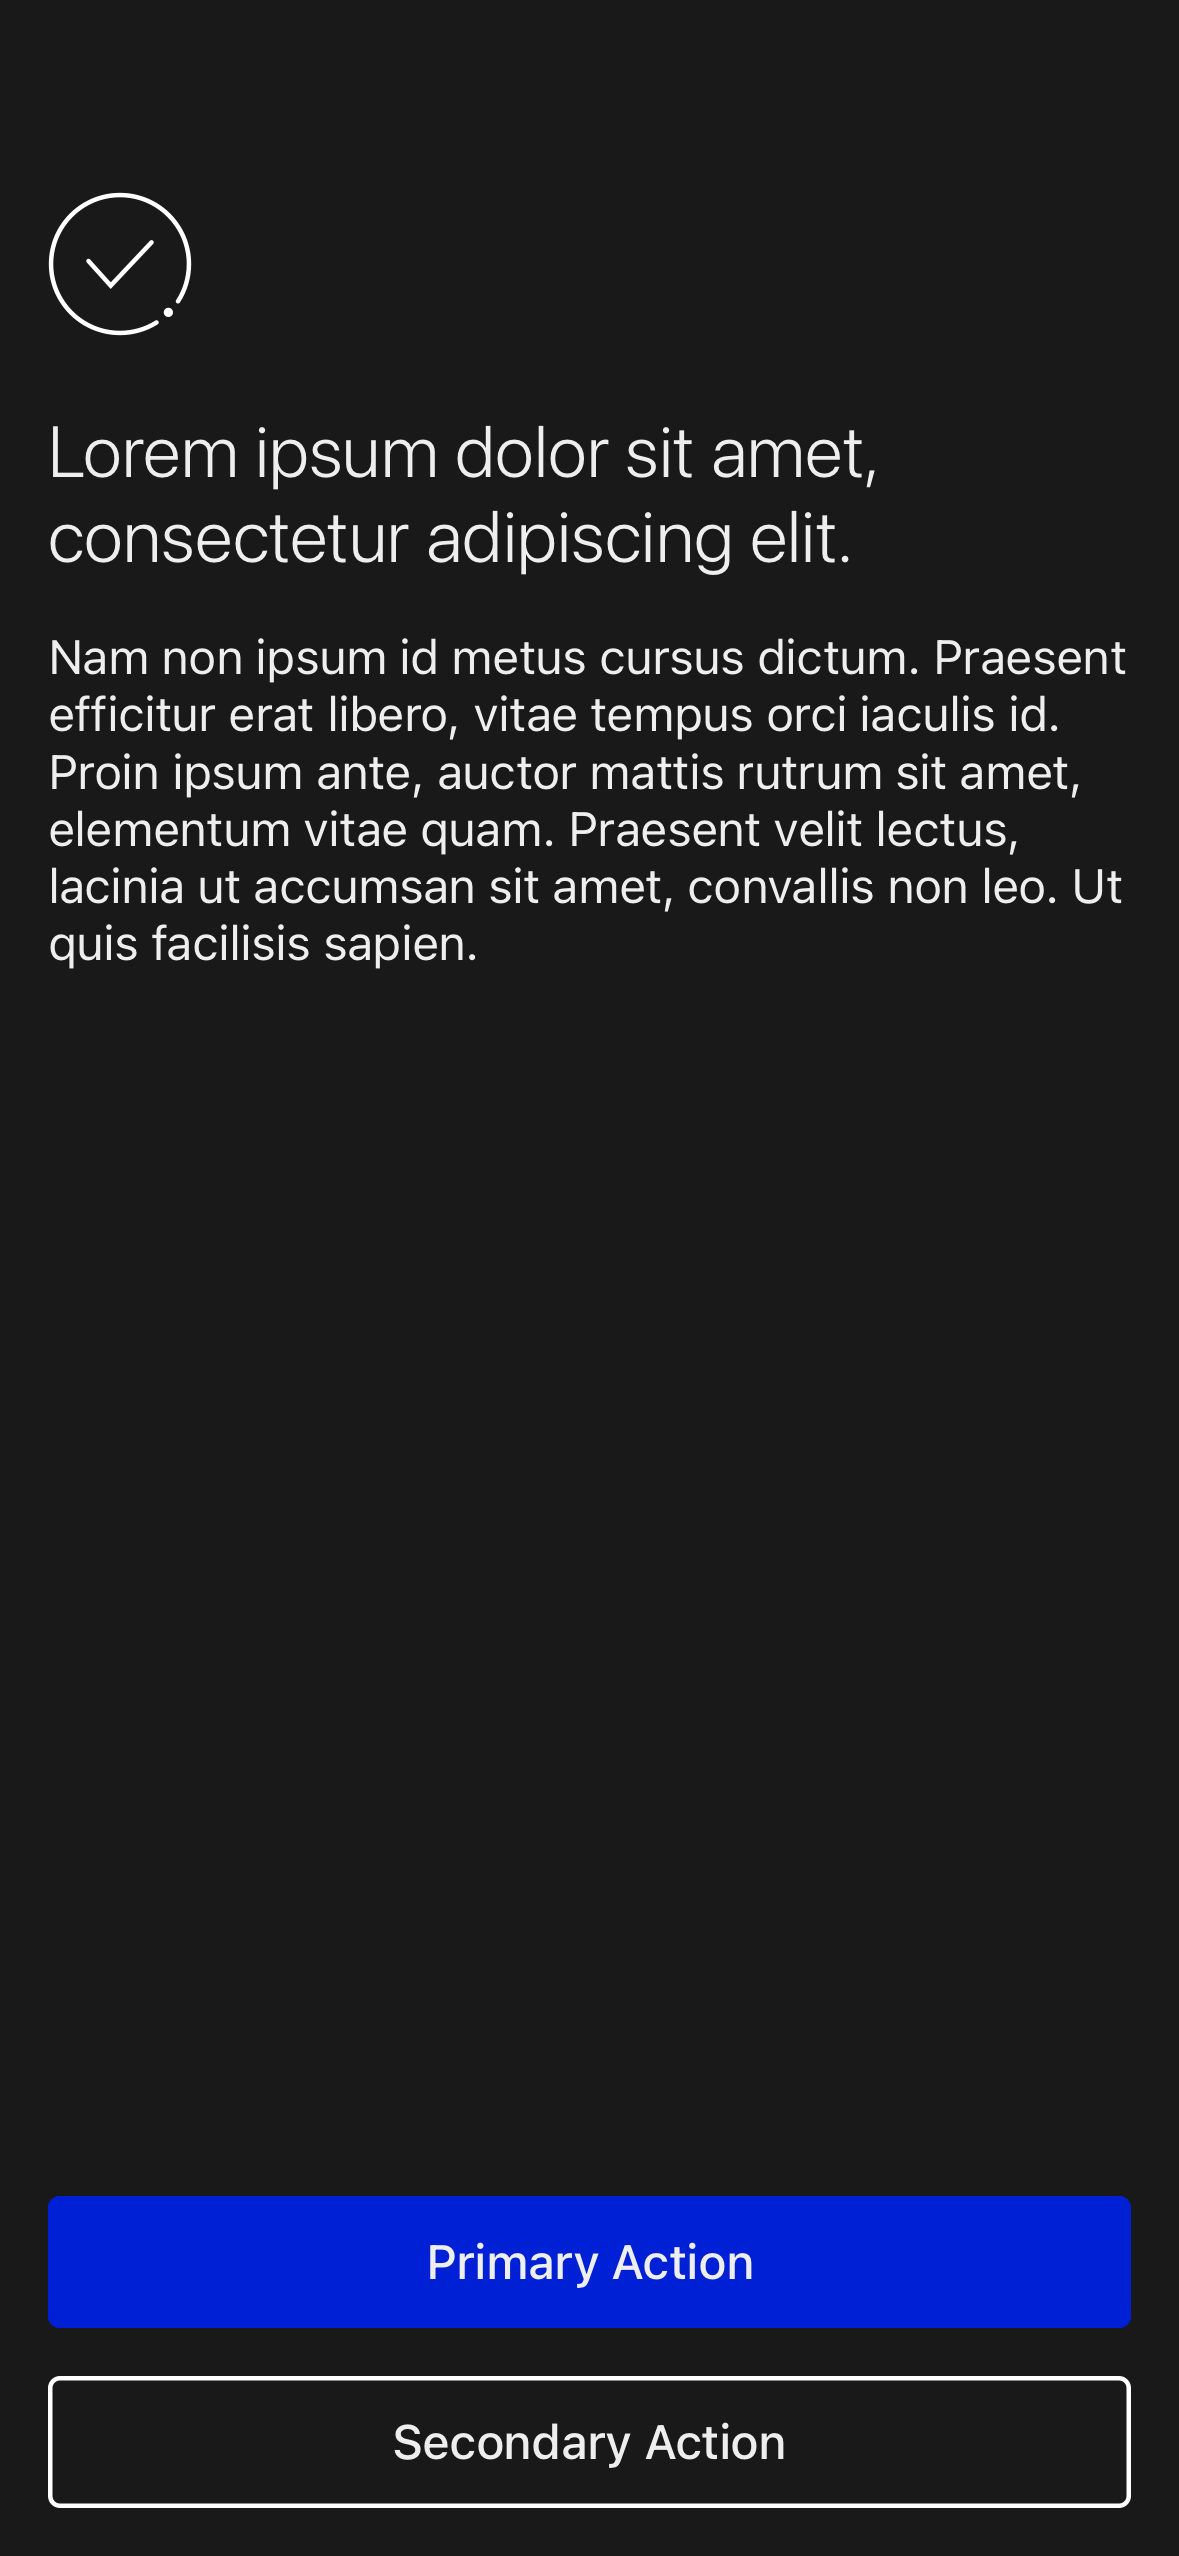 Lorem ipsum dolor sit amet,
consectetur adipiscing elit.
Nam non ipsum id metus cursus dictum. Praesent
efficitur erat libero, vitae tempus orci iaculis id.
Proin ipsum ante, auctor mattis rutrum sit amet,
elementum vitae quam. Praesent velit lectus,
lacinia ut accumsan sit amet, convallis non leo. Ut
quis facilisis sapien.
Primary Action
Secondary Action